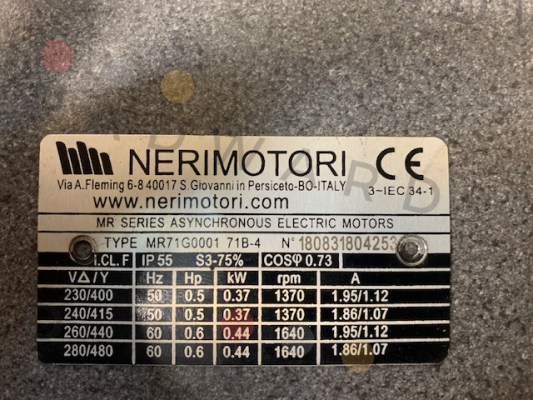 NERIMOTORI CE
Via A.Fleming 6-8 40017 S.Giovanni in Persiceto-BO-ITALY 3~IEC 34-1
www.nerimotori.com
MR SERIES ASYNCHRONOUS ELECTRIC MOTORS
TYPE MR71G0001 71B-4 N° 180831804253
I.CL.F IP 55 S3-75% COSφ 0.73
VΔ/Y Hz Hp kW rpm A
230/400 50 0.5 0.37 1370 1.95/1.12
240/415 50 0.5 0.37 1370 1.86/1.07
260/440 60 0.6 0.44 1640 1.95/1.12
280/480 60 0.6 0.44 1640 1.86/1.07